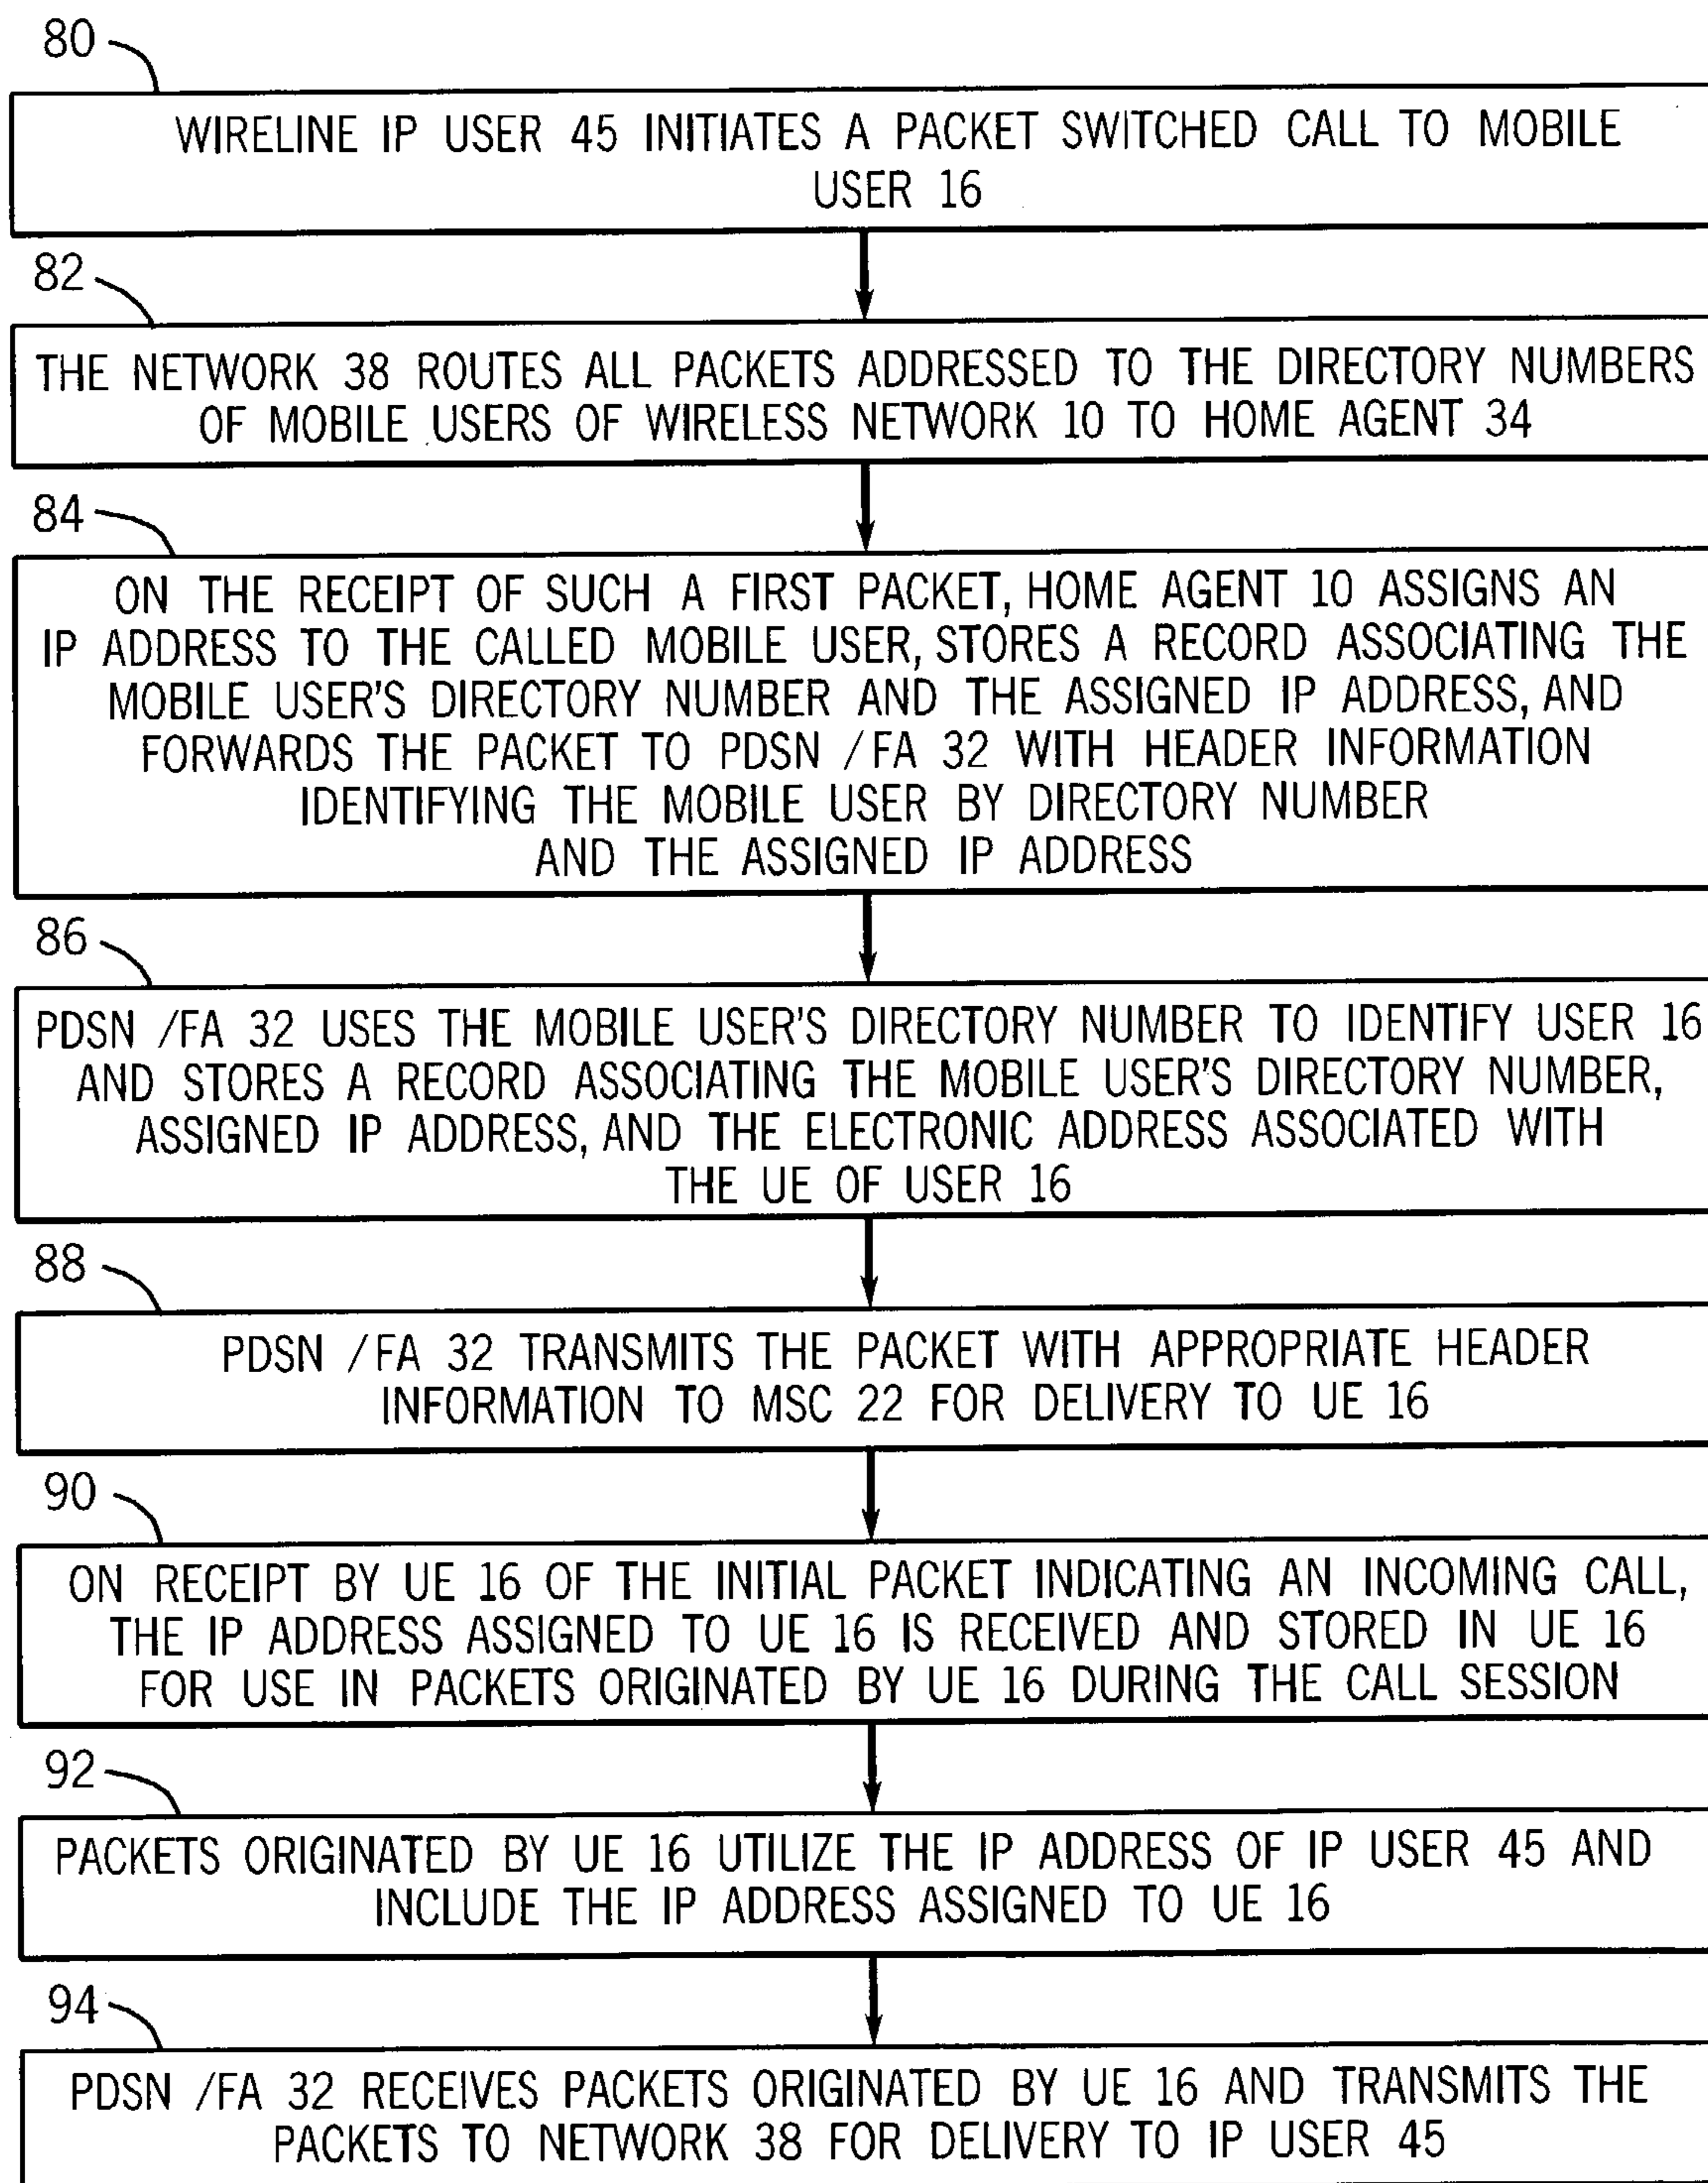 80
WIRELINE IP USER 45 INITIATES A PACKET SWITCHED CALL TO MOBILE
USER 16
82
THE NETWORK 38 ROUTES ALL PACKETS ADDRESSED TO THE DIRECTORY NUMBERS
OF MOBILE USERS OF WIRELESS NETWORK 10 TO HOME AGENT 34
84
ON THE RECEIPT OF SUCH A FIRST PACKET, HOME AGENT 10 ASSIGNS AN
IP ADDRESS TO THE CALLED MOBILE USER, STORES A RECORD ASSOCIATING THE
MOBILE USER'S DIRECTORY NUMBER AND THE ASSIGNED IP ADDRESS, AND
FORWARDS THE PACKET TO PDSN /FA 32 WITH HEADER INFORMATION
IDENTIFYING THE MOBILE USER BY DIRECTORY NUMBER
AND THE ASSIGNED IP ADDRESS
86
PDSN /FA 32 USES THE MOBILE USER'S DIRECTORY NUMBER TO IDENTIFY USER 16
AND STORES A RECORD ASSOCIATING THE MOBILE USER'S DIRECTORY NUMBER,
ASSIGNED IP ADDRESS, AND THE ELECTRONIC ADDRESS ASSOCIATED WITH
THE UE OF USER 16
88
PDSN /FA 32 TRANSMITS THE PACKET WITH APPROPRIATE HEADER
INFORMATION TO MSC 22 FOR DELIVERY TO UE 16
90
ON RECEIPT BY UE 16 OF THE INITIAL PACKET INDICATING AN INCOMING CALL,
THE IP ADDRESS ASSIGNED TO UE 16 IS RECEIVED AND STORED IN UE 16
FOR USE IN PACKETS ORIGINATED BY UE 16 DURING THE CALL SESSION
92
PACKETS ORIGINATED BY UE 16 UTILIZE THE IP ADDRESS OF IP USER 45 AND
INCLUDE THE IP ADDRESS ASSIGNED TO UE 16
94
PDSN /FA 32 RECEIVES PACKETS ORIGINATED BY UE 16 AND TRANSMITS THE
PACKETS TO NETWORK 38 FOR DELIVERY TO IP USER 45